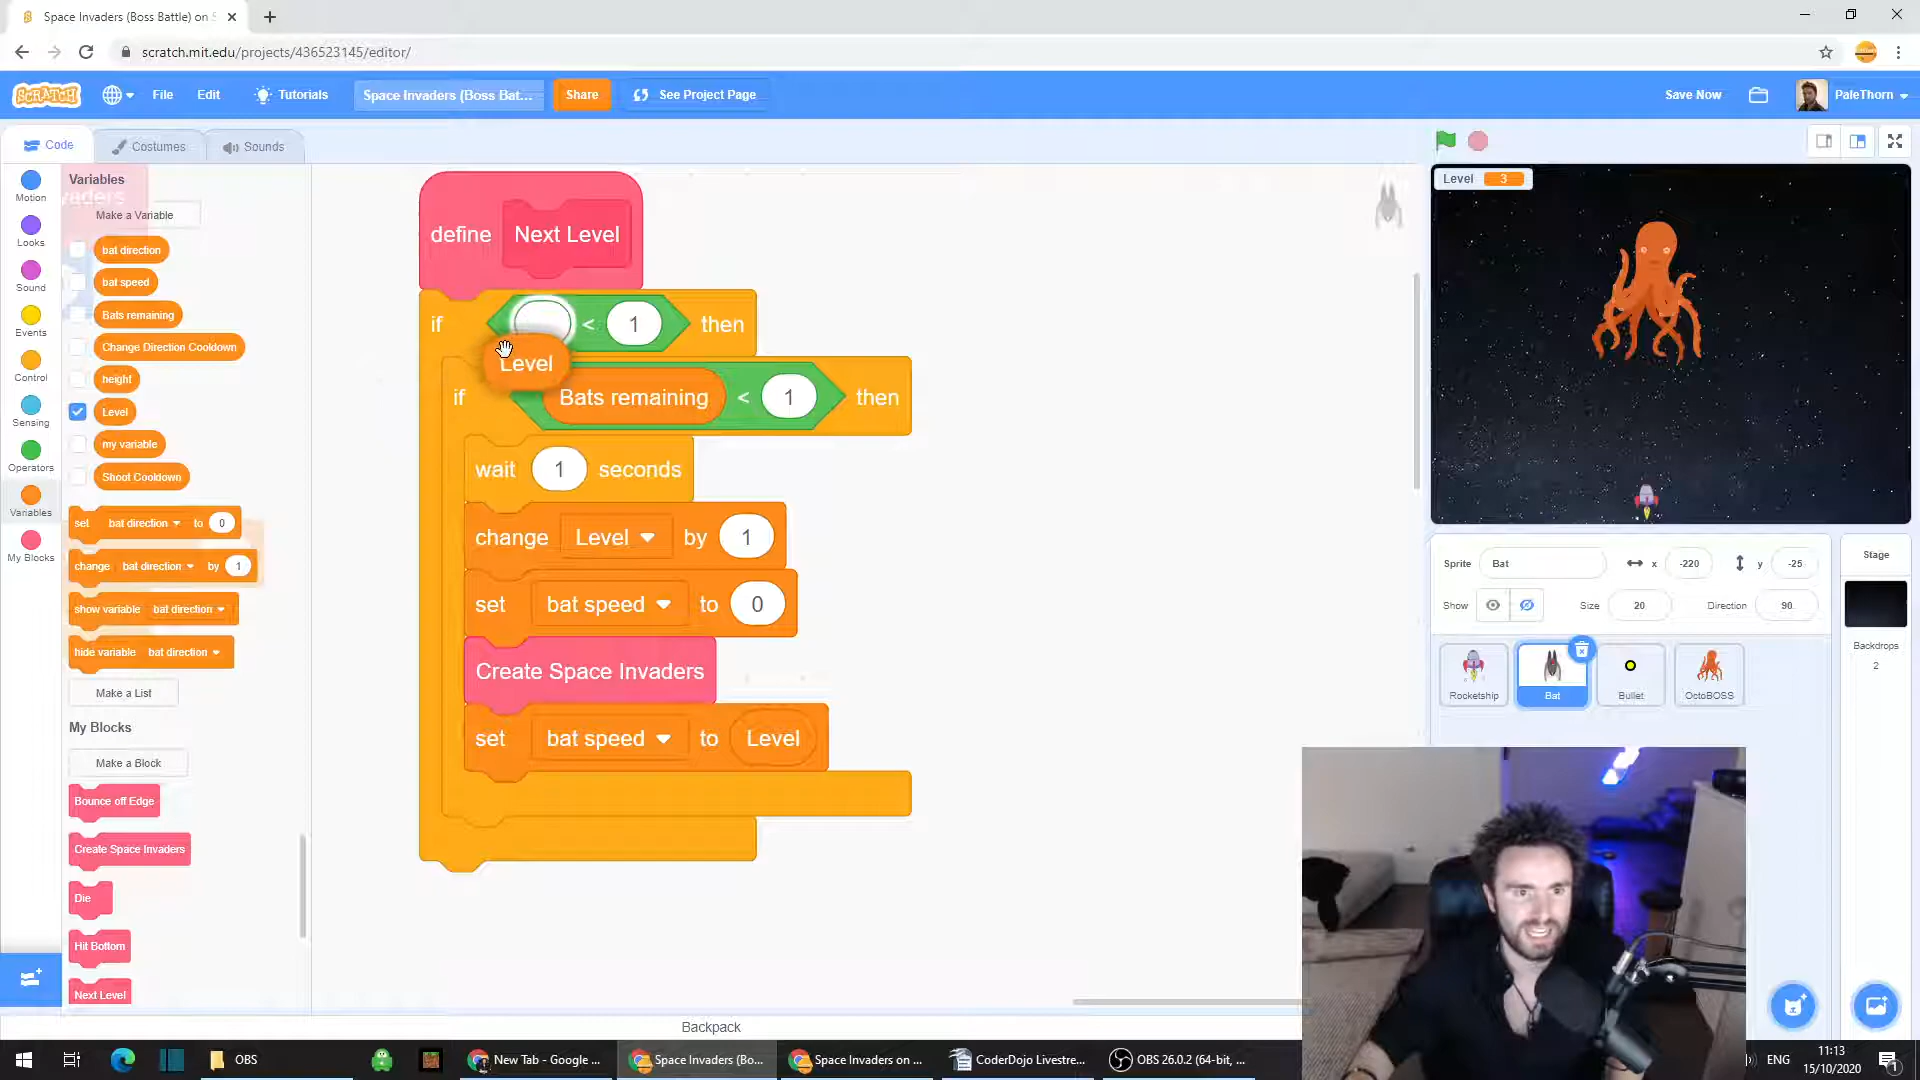 Space Invaders (Boss Battle) on S
scratch.mit.edu/projects/436523145/editor/
SCRATCH
File
Edit
Tutorials
Space Invaders (Boss Bat...
Share
See Project Page
Save Now
PaleThorn
Code
Costumes
Sounds
Motion
Looks
Sound
Events
Control
Sensing
Operators
Variables
My Blocks
Variables
vaders
Make a Variable
bat direction
bat speed
Bats remaining
Change Direction Cooldown
height
Level
my variable
Shoot Cooldown
set bat direction to 0
change bat direction by 1
show variable bat direction
hide variable bat direction
Make a List
My Blocks
Make a Block
Bounce off Edge
Create Space Invaders
Die
Hit Bottom
Next Level
define Next Level
if < 1 then
Level
if Bats remaining < 1 then
wait 1 seconds
change Level by 1
set bat speed to 0
Create Space Invaders
set bat speed to Level
Backpack
Level 3
Sprite Bat x -220 y -25
Show Size 20 Direction 90
Rocketship
Bat
Bullet
OctoBOSS
Stage
Backdrops
2
OBS
New Tab - Google ...
Space Invaders (Bo...
Space Invaders on ...
CoderDojo Livestre...
OBS 26.0.2 (64-bit, ...
ENG
11:13
15/10/2020
1